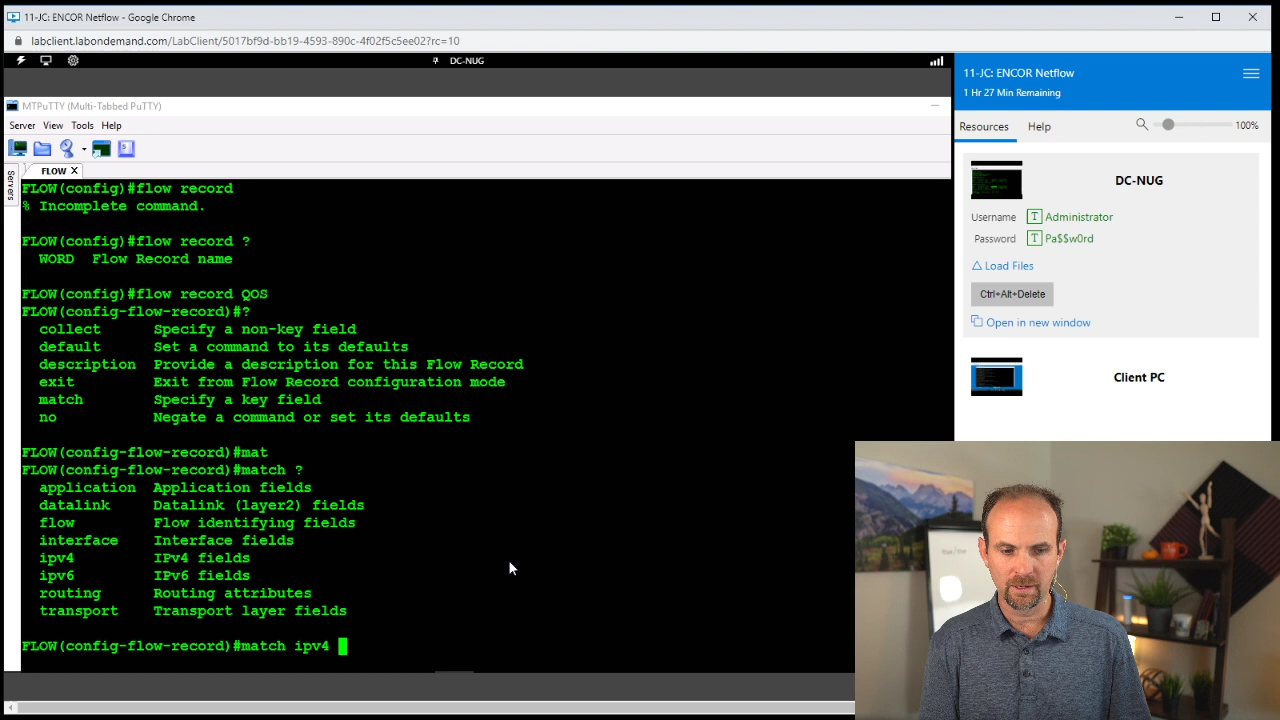 11-JC: ENCOR Netflow - Google Chrome
labclient.labondemand.com/LabClient/5017bf9d-bb19-4593-890c-4f02f5c5ee02?rc=10
DC-NUG
MTPuTTY (Multi-Tabbed PuTTY)
Server View Tools Help
Servers
FLOW X
FLOW(config)#flow record
% Incomplete command.
FLOW(config)#flow record ?
WORD Flow Record name
FLOW(config)#flow record QOS
FLOW(config-flow-record)#?
collect Specify a non-key field
default Set a command to its defaults
description Provide a description for this Flow Record
exit Exit from Flow Record configuration mode
match Specify a key field
no Negate a command or set its defaults
FLOW(config-flow-record)#mat
FLOW(config-flow-record)#match ?
application Application fields
datalink Datalink (layer2) fields
flow Flow identifying fields
interface Interface fields
ipv4 IPv4 fields
ipv6 IPv6 fields
routing Routing attributes
transport Transport layer fields
FLOW(config-flow-record)#match ipv4
11-JC: ENCOR Netflow
1 Hr 27 Min Remaining
Resources Help 100%
DC-NUG
Username T Administrator
Password T Pa$$w0rd
Load Files
Ctrl+Alt+Delete
Open in new window
Client PC